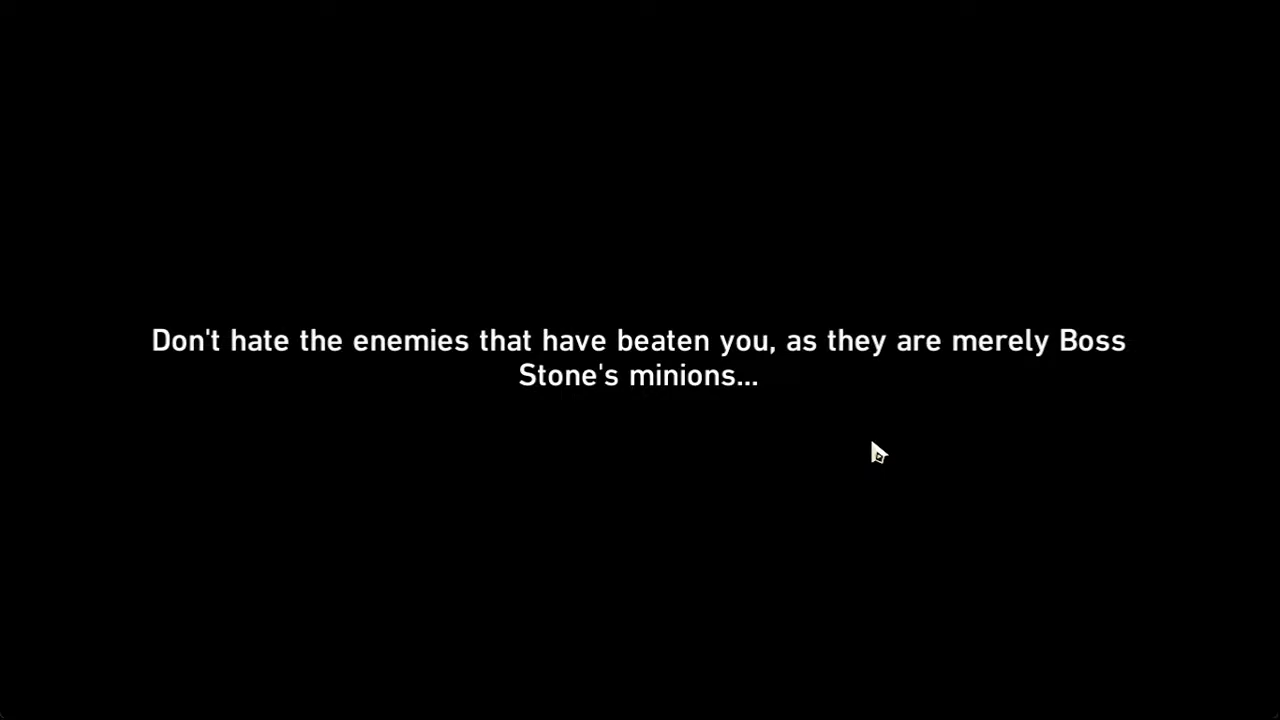 Don't hate the enemies that have beaten you, as they are merely Boss
Stone's minions...